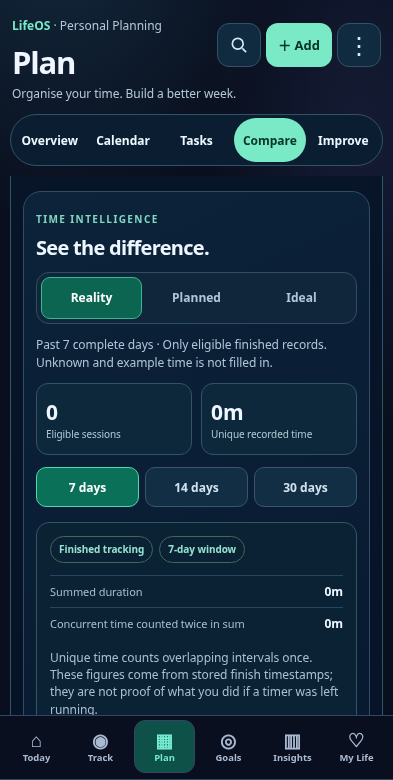 LifeOS · Personal Planning
Plan
+ Add
Organise your time. Build a better week.
Overview Calendar Tasks Compare Improve
TIME INTELLIGENCE
See the difference.
Reality Planned Ideal
Past 7 complete days · Only eligible finished records.
Unknown and example time is not filled in.
0 0m
Eligible sessions Unique recorded time
7 days 14 days 30 days
Finished tracking 7-day window
Summed duration 0m
Concurrent time counted twice in sum 0m
Unique time counts overlapping intervals once.
These figures come from stored finish timestamps;
they are not proof of what you did if a timer was left
running.
Today Track Plan Goals Insights My Life